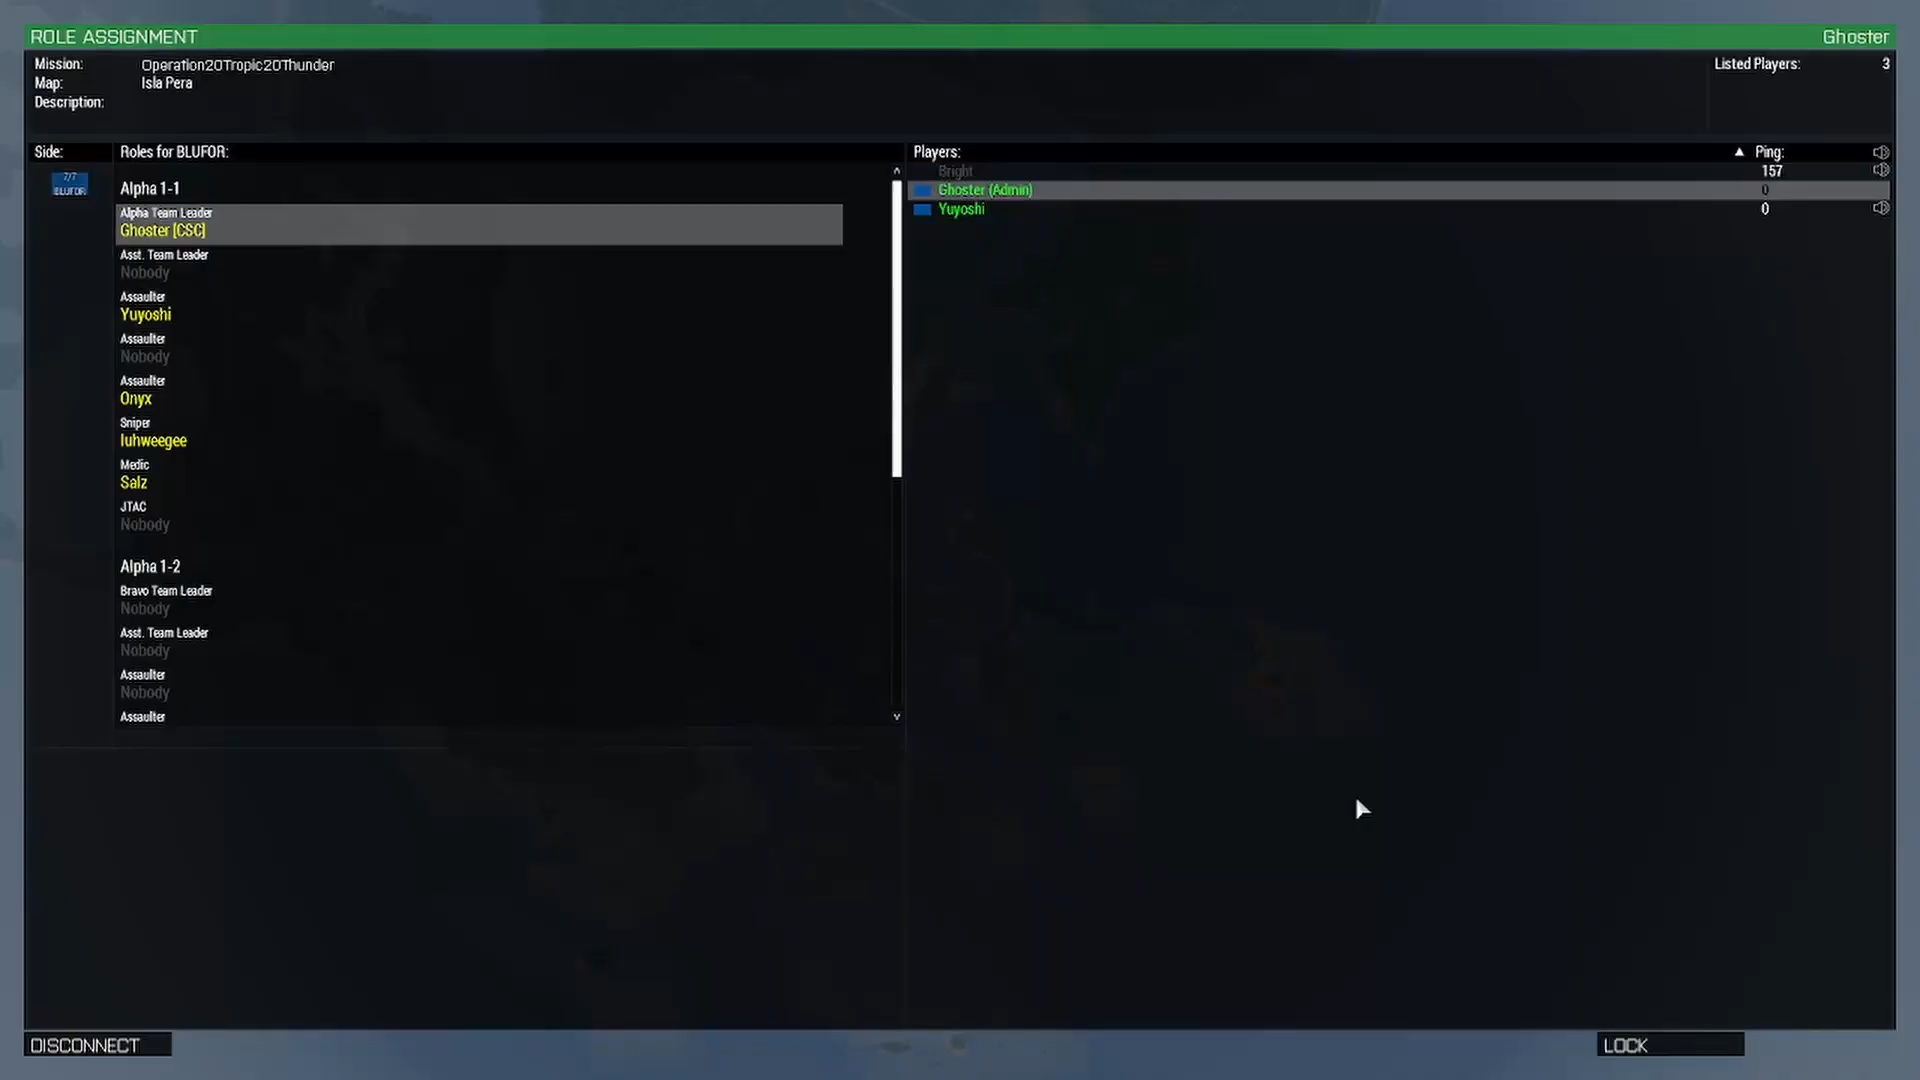 ROLE ASSIGNMENT
Ghoster
Mission: Operation20Tropic20Thunder
Listed Players: 3
Map: Isla Pera
Description:
Side:
7/7
BLUFOR
Roles for BLUFOR:
Alpha 1-1
Alpha Team Leader
Ghoster [CSC]
Asst. Team Leader
Nobody
Assaulter
Yuyoshi
Assaulter
Nobody
Assaulter
Onyx
Sniper
luhweegee
Medic
Salz
JTAC
Nobody
Alpha 1-2
Bravo Team Leader
Nobody
Asst. Team Leader
Nobody
Assaulter
Nobody
Assaulter
Players: Ping:
Bright 157
Ghoster (Admin) 0
Yuyoshi 0
DISCONNECT
LOCK